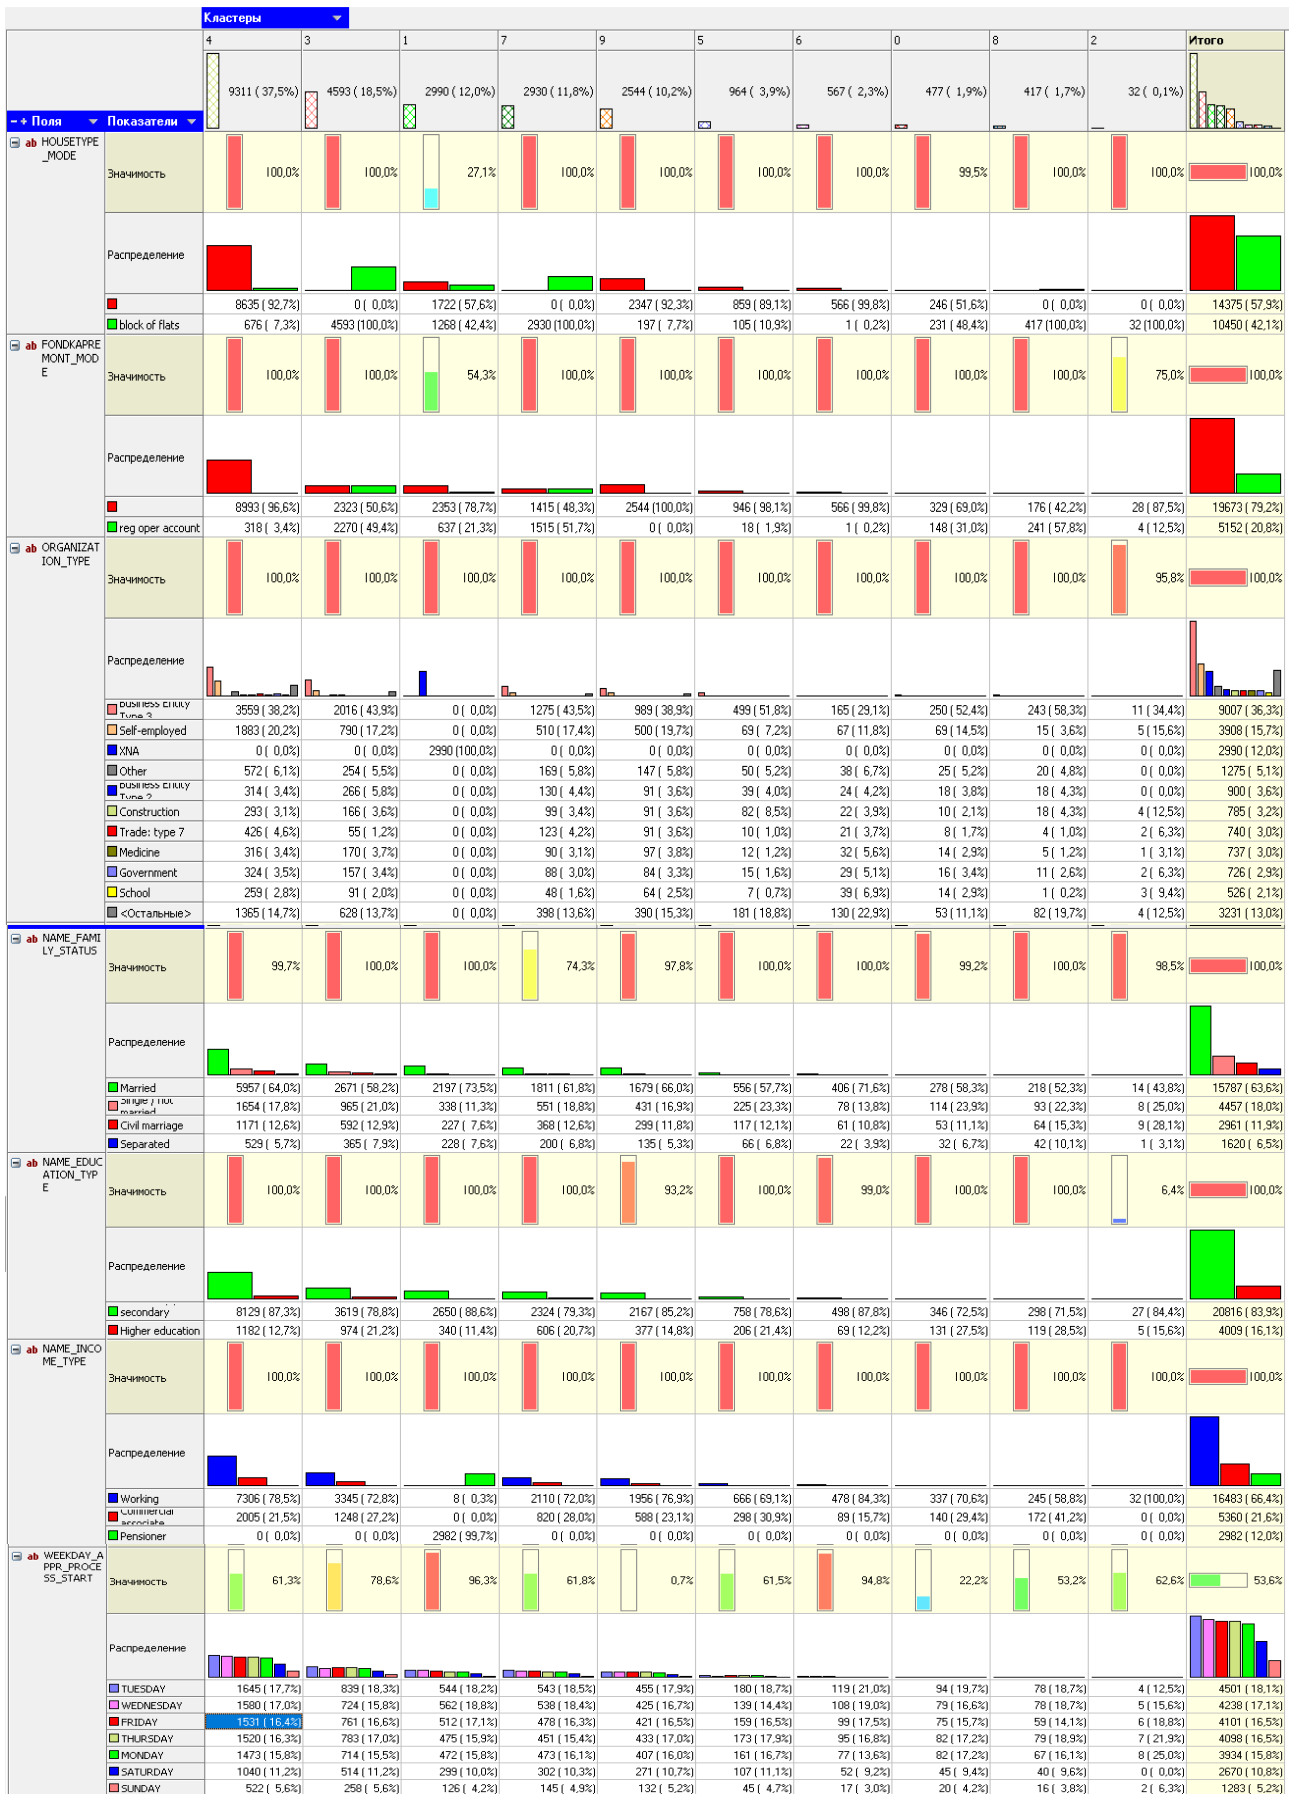 Кластеры
4 3 1 7 9 5 6 0 8 2 Итого
9311 ( 37,5%) 4593 ( 18,5%) 2990 ( 12,0%) 2930 ( 11,8%) 2544 ( 10,2%) 964 ( 3,9%) 567 ( 2,3%) 477 ( 1,9%) 417 ( 1,7%) 32 ( 0,1%)
− + Поля Показатели
ab HOUSETYPE
_MODE
Значимость 100,0% 100,0% 27,1% 100,0% 100,0% 100,0% 100,0% 99,5% 100,0% 100,0% 100,0%
Распределение
8635 ( 92,7%) 0 ( 0,0%) 1722 ( 57,6%) 0 ( 0,0%) 2347 ( 92,3%) 859 ( 89,1%) 566 ( 99,8%) 246 ( 51,6%) 0 ( 0,0%) 0 ( 0,0%) 14375 ( 57,9%)
block of flats 676 ( 7,3%) 4593 (100,0%) 1268 ( 42,4%) 2930 (100,0%) 197 ( 7,7%) 105 ( 10,9%) 1 ( 0,2%) 231 ( 48,4%) 417 (100,0%) 32 (100,0%) 10450 ( 42,1%)
ab FONDKAPRE
MONT_MOD
E
Значимость 100,0% 100,0% 54,3% 100,0% 100,0% 100,0% 100,0% 100,0% 100,0% 75,0% 100,0%
Распределение
8993 ( 96,6%) 2323 ( 50,6%) 2353 ( 78,7%) 1415 ( 48,3%) 2544 (100,0%) 946 ( 98,1%) 566 ( 99,8%) 329 ( 69,0%) 176 ( 42,2%) 28 ( 87,5%) 19673 ( 79,2%)
reg oper account 318 ( 3,4%) 2270 ( 49,4%) 637 ( 21,3%) 1515 ( 51,7%) 0 ( 0,0%) 18 ( 1,9%) 1 ( 0,2%) 148 ( 31,0%) 241 ( 57,8%) 4 ( 12,5%) 5152 ( 20,8%)
ab ORGANIZAT
ION_TYPE
Значимость 100,0% 100,0% 100,0% 100,0% 100,0% 100,0% 100,0% 100,0% 100,0% 95,8% 100,0%
Распределение
Business Entity
Type 3 3559 ( 38,2%) 2016 ( 43,9%) 0 ( 0,0%) 1275 ( 43,5%) 989 ( 38,9%) 499 ( 51,8%) 165 ( 29,1%) 250 ( 52,4%) 243 ( 58,3%) 11 ( 34,4%) 9007 ( 36,3%)
Self-employed 1883 ( 20,2%) 790 ( 17,2%) 0 ( 0,0%) 510 ( 17,4%) 500 ( 19,7%) 69 ( 7,2%) 67 ( 11,8%) 69 ( 14,5%) 15 ( 3,6%) 5 ( 15,6%) 3908 ( 15,7%)
XNA 0 ( 0,0%) 0 ( 0,0%) 2990 (100,0%) 0 ( 0,0%) 0 ( 0,0%) 0 ( 0,0%) 0 ( 0,0%) 0 ( 0,0%) 0 ( 0,0%) 0 ( 0,0%) 2990 ( 12,0%)
Other 572 ( 6,1%) 254 ( 5,5%) 0 ( 0,0%) 169 ( 5,8%) 147 ( 5,8%) 50 ( 5,2%) 38 ( 6,7%) 25 ( 5,2%) 20 ( 4,8%) 0 ( 0,0%) 1275 ( 5,1%)
Business Entity
Type 2 314 ( 3,4%) 266 ( 5,8%) 0 ( 0,0%) 130 ( 4,4%) 91 ( 3,6%) 39 ( 4,0%) 24 ( 4,2%) 18 ( 3,8%) 18 ( 4,3%) 0 ( 0,0%) 900 ( 3,6%)
Construction 293 ( 3,1%) 166 ( 3,6%) 0 ( 0,0%) 99 ( 3,4%) 91 ( 3,6%) 82 ( 8,5%) 22 ( 3,9%) 10 ( 2,1%) 18 ( 4,3%) 4 ( 12,5%) 785 ( 3,2%)
Trade: type 7 426 ( 4,6%) 55 ( 1,2%) 0 ( 0,0%) 123 ( 4,2%) 91 ( 3,6%) 10 ( 1,0%) 21 ( 3,7%) 8 ( 1,7%) 4 ( 1,0%) 2 ( 6,3%) 740 ( 3,0%)
Medicine 316 ( 3,4%) 170 ( 3,7%) 0 ( 0,0%) 90 ( 3,1%) 97 ( 3,8%) 12 ( 1,2%) 32 ( 5,6%) 14 ( 2,9%) 5 ( 1,2%) 1 ( 3,1%) 737 ( 3,0%)
Government 324 ( 3,5%) 157 ( 3,4%) 0 ( 0,0%) 88 ( 3,0%) 84 ( 3,3%) 15 ( 1,6%) 29 ( 5,1%) 16 ( 3,4%) 11 ( 2,6%) 2 ( 6,3%) 726 ( 2,9%)
School 259 ( 2,8%) 91 ( 2,0%) 0 ( 0,0%) 48 ( 1,6%) 64 ( 2,5%) 7 ( 0,7%) 39 ( 6,9%) 14 ( 2,9%) 1 ( 0,2%) 3 ( 9,4%) 526 ( 2,1%)
<Остальные> 1365 ( 14,7%) 628 ( 13,7%) 0 ( 0,0%) 398 ( 13,6%) 390 ( 15,3%) 181 ( 18,8%) 130 ( 22,9%) 53 ( 11,1%) 82 ( 19,7%) 4 ( 12,5%) 3231 ( 13,0%)
ab NAME_FAMI
LY_STATUS
Значимость 99,7% 100,0% 100,0% 74,3% 97,8% 100,0% 100,0% 99,2% 100,0% 98,5% 100,0%
Распределение
Married 5957 ( 64,0%) 2671 ( 58,2%) 2197 ( 73,5%) 1811 ( 61,8%) 1679 ( 66,0%) 556 ( 57,7%) 406 ( 71,6%) 278 ( 58,3%) 218 ( 52,3%) 14 ( 43,8%) 15787 ( 63,6%)
Single / not
married 1654 ( 17,8%) 965 ( 21,0%) 338 ( 11,3%) 551 ( 18,8%) 431 ( 16,9%) 225 ( 23,3%) 78 ( 13,8%) 114 ( 23,9%) 93 ( 22,3%) 8 ( 25,0%) 4457 ( 18,0%)
Civil marriage 1171 ( 12,6%) 592 ( 12,9%) 227 ( 7,6%) 368 ( 12,6%) 299 ( 11,8%) 117 ( 12,1%) 61 ( 10,8%) 53 ( 11,1%) 64 ( 15,3%) 9 ( 28,1%) 2961 ( 11,9%)
Separated 529 ( 5,7%) 365 ( 7,9%) 228 ( 7,6%) 200 ( 6,8%) 135 ( 5,3%) 66 ( 6,8%) 22 ( 3,9%) 32 ( 6,7%) 42 ( 10,1%) 1 ( 3,1%) 1620 ( 6,5%)
ab NAME_EDUC
ATION_TYP
E
Значимость 100,0% 100,0% 100,0% 100,0% 93,2% 100,0% 99,0% 100,0% 100,0% 6,4% 100,0%
Распределение
secondary 8129 ( 87,3%) 3619 ( 78,8%) 2650 ( 88,6%) 2324 ( 79,3%) 2167 ( 85,2%) 758 ( 78,6%) 498 ( 87,8%) 346 ( 72,5%) 298 ( 71,5%) 27 ( 84,4%) 20816 ( 83,9%)
Higher education 1182 ( 12,7%) 974 ( 21,2%) 340 ( 11,4%) 606 ( 20,7%) 377 ( 14,8%) 206 ( 21,4%) 69 ( 12,2%) 131 ( 27,5%) 119 ( 28,5%) 5 ( 15,6%) 4009 ( 16,1%)
ab NAME_INCO
ME_TYPE
Значимость 100,0% 100,0% 100,0% 100,0% 100,0% 100,0% 100,0% 100,0% 100,0% 100,0% 100,0%
Распределение
Working 7306 ( 78,5%) 3345 ( 72,8%) 8 ( 0,3%) 2110 ( 72,0%) 1956 ( 76,9%) 666 ( 69,1%) 478 ( 84,3%) 337 ( 70,6%) 245 ( 58,8%) 32 (100,0%) 16483 ( 66,4%)
Commercial
associate 2005 ( 21,5%) 1248 ( 27,2%) 0 ( 0,0%) 820 ( 28,0%) 588 ( 23,1%) 298 ( 30,9%) 89 ( 15,7%) 140 ( 29,4%) 172 ( 41,2%) 0 ( 0,0%) 5360 ( 21,6%)
Pensioner 0 ( 0,0%) 0 ( 0,0%) 2982 ( 99,7%) 0 ( 0,0%) 0 ( 0,0%) 0 ( 0,0%) 0 ( 0,0%) 0 ( 0,0%) 0 ( 0,0%) 0 ( 0,0%) 2982 ( 12,0%)
ab WEEKDAY_A
PPR_PROCE
SS_START
Значимость 61,3% 78,6% 96,3% 61,8% 0,7% 61,5% 94,8% 22,2% 53,2% 62,6% 53,6%
Распределение
TUESDAY 1645 ( 17,7%) 839 ( 18,3%) 544 ( 18,2%) 543 ( 18,5%) 455 ( 17,9%) 180 ( 18,7%) 119 ( 21,0%) 94 ( 19,7%) 78 ( 18,7%) 4 ( 12,5%) 4501 ( 18,1%)
WEDNESDAY 1580 ( 17,0%) 724 ( 15,8%) 562 ( 18,8%) 538 ( 18,4%) 425 ( 16,7%) 139 ( 14,4%) 108 ( 19,0%) 79 ( 16,6%) 78 ( 18,7%) 5 ( 15,6%) 4238 ( 17,1%)
FRIDAY 1531 ( 16,4%) 761 ( 16,6%) 512 ( 17,1%) 478 ( 16,3%) 421 ( 16,5%) 159 ( 16,5%) 99 ( 17,5%) 75 ( 15,7%) 59 ( 14,1%) 6 ( 18,8%) 4101 ( 16,5%)
THURSDAY 1520 ( 16,3%) 783 ( 17,0%) 475 ( 15,9%) 451 ( 15,4%) 433 ( 17,0%) 173 ( 17,9%) 95 ( 16,8%) 82 ( 17,2%) 79 ( 18,9%) 7 ( 21,9%) 4098 ( 16,5%)
MONDAY 1473 ( 15,8%) 714 ( 15,5%) 472 ( 15,8%) 473 ( 16,1%) 407 ( 16,0%) 161 ( 16,7%) 77 ( 13,6%) 82 ( 17,2%) 67 ( 16,1%) 8 ( 25,0%) 3934 ( 15,8%)
SATURDAY 1040 ( 11,2%) 514 ( 11,2%) 299 ( 10,0%) 302 ( 10,3%) 271 ( 10,7%) 107 ( 11,1%) 52 ( 9,2%) 45 ( 9,4%) 40 ( 9,6%) 0 ( 0,0%) 2670 ( 10,8%)
SUNDAY 522 ( 5,6%) 258 ( 5,6%) 126 ( 4,2%) 145 ( 4,9%) 132 ( 5,2%) 45 ( 4,7%) 17 ( 3,0%) 20 ( 4,2%) 16 ( 3,8%) 2 ( 6,3%) 1283 ( 5,2%)